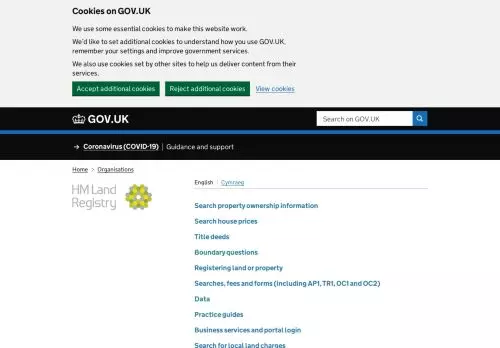 Cookies on GOV.UK
We use some essential cookies to make this website work.
We'd like to set additional cookies to understand how you use GOV.UK,
remember your settings and improve government services.
We also use cookies set by other sites to help us deliver content from their
services.
Accept additional cookies Reject additional cookies View cookies
GOV.UK Search on GOV.UK
→ Coronavirus (COVID-19) | Guidance and support
Home > Organisations
HM Land
Registry
English | Cymraeg
Search property ownership information
Search house prices
Title deeds
Boundary questions
Registering land or property
Searches, fees and forms (including AP1, TR1, OC1 and OC2)
Data
Practice guides
Business services and portal login
Search for local land charges